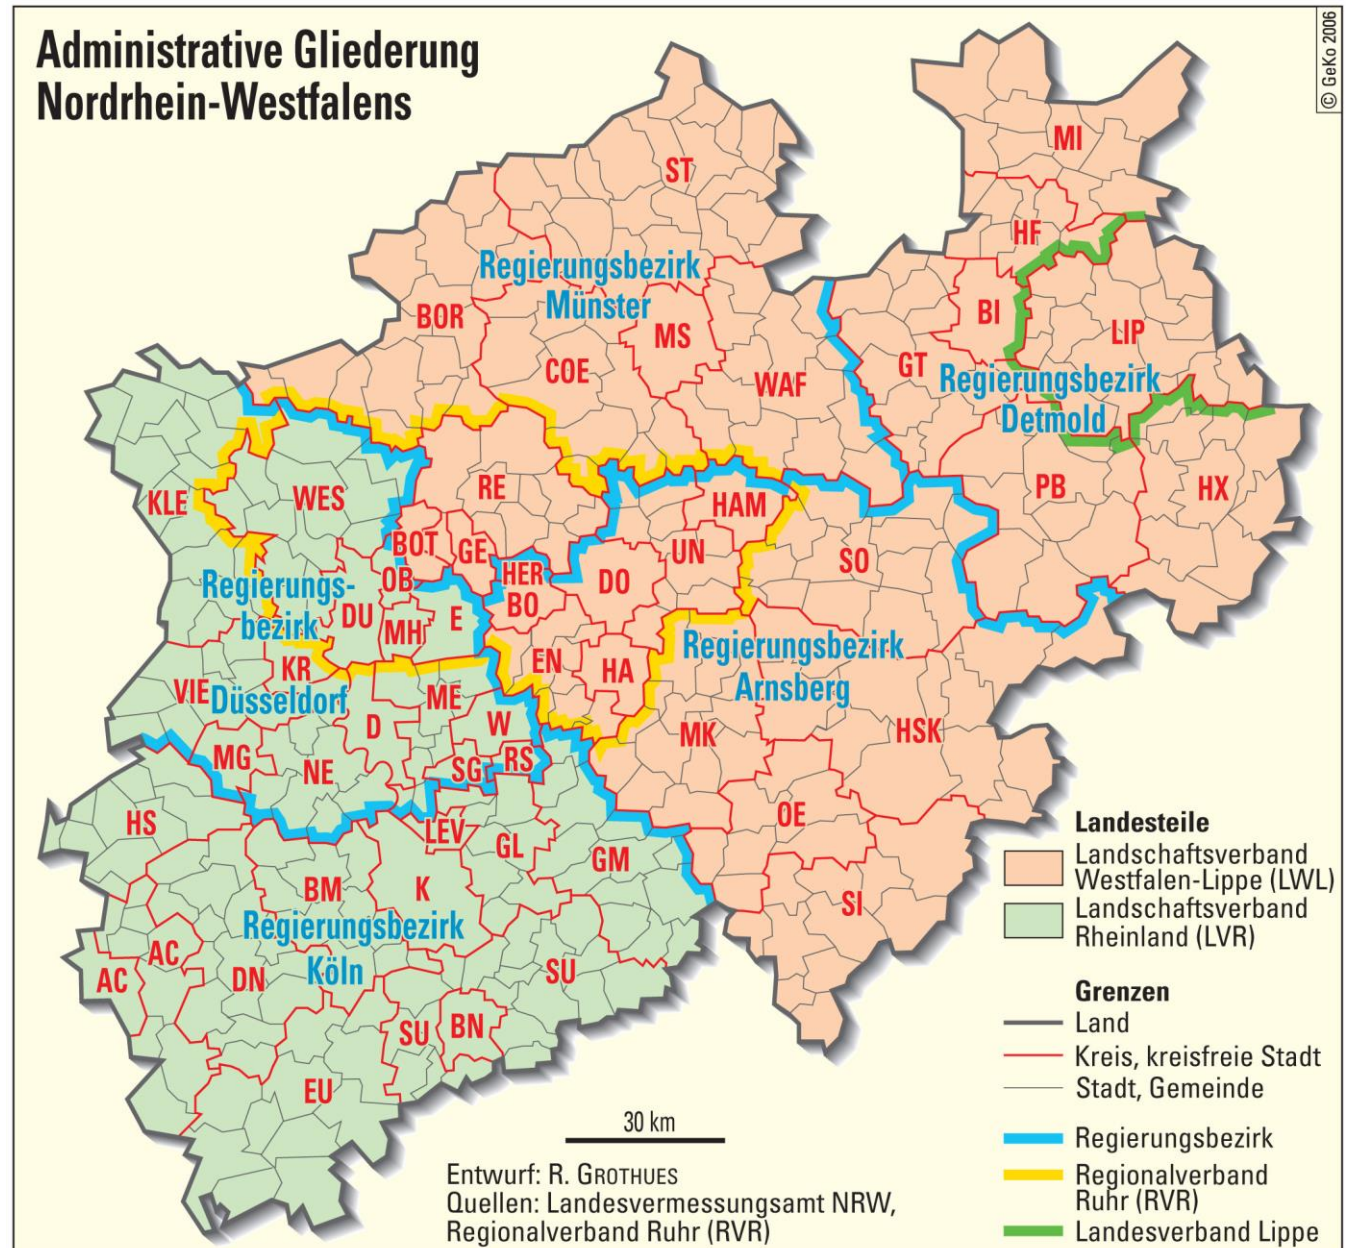 Administrative Gliederung
Nordrhein-Westfalens
© GeKo 2006
MI
ST
HF
Regierungsbezirk
Münster
BOR
MS
BI
LIP
COE
WAF
GT
Regierungsbezirk
Detmold
KLE
WES
RE
HAM
PB
HX
BOT
GE
UN
SO
OB
HER
DO
Regierungs-
bezirk
Düsseldorf
DU
MH
E
BO
EN
HA
Regierungsbezirk
Arnsberg
KR
VIE
ME
D
W
MK
HSK
MG
NE
SG
RS
OE
HS
LEV
GL
GM
BM
K
SI
Regierungsbezirk
Köln
AC
AC
DN
SU
SU
BN
EU
Landesteile
Landschaftsverband
Westfalen-Lippe (LWL)
Landschaftsverband
Rheinland (LVR)
Grenzen
Land
Kreis, kreisfreie Stadt
Stadt, Gemeinde
Regierungsbezirk
Regionalverband
Ruhr (RVR)
Landesverband Lippe
30 km
Entwurf: R. GROTHUES
Quellen: Landesvermessungsamt NRW,
Regionalverband Ruhr (RVR)